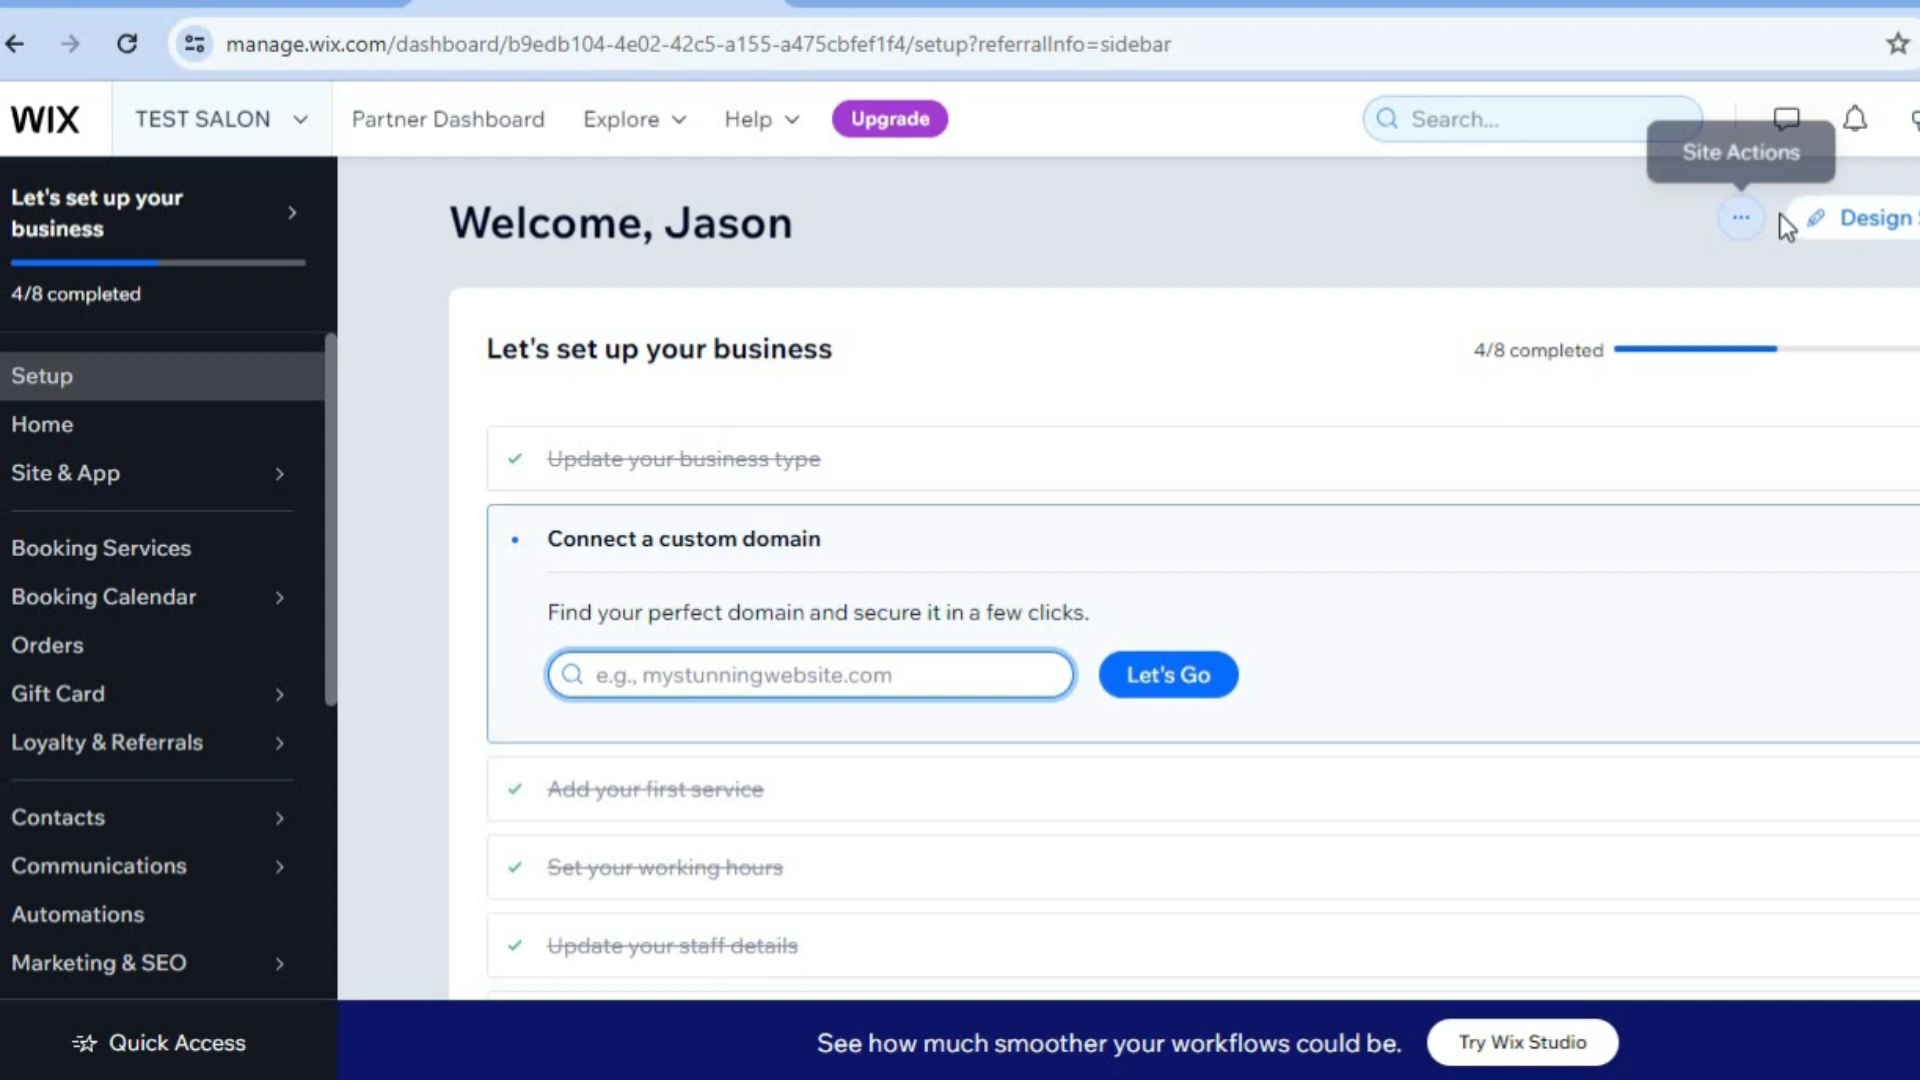 manage.wix.com/dashboard/b9edb104-4e02-42c5-a155-a475cbfef1f4/setup?referralInfo=sidebar
WIX
TEST SALON
Partner Dashboard
Explore
Help
Upgrade
Search...
Site Actions
Let's set up your
business
4/8 completed
Setup
Home
Site & App
Booking Services
Booking Calendar
Orders
Gift Card
Loyalty & Referrals
Contacts
Communications
Automations
Marketing & SEO
Quick Access
Welcome, Jason
Design
Let's set up your business
4/8 completed
Update your business type
Connect a custom domain
Find your perfect domain and secure it in a few clicks.
e.g., mystunningwebsite.com
Let's Go
Add your first service
Set your working hours
Update your staff details
See how much smoother your workflows could be.
Try Wix Studio